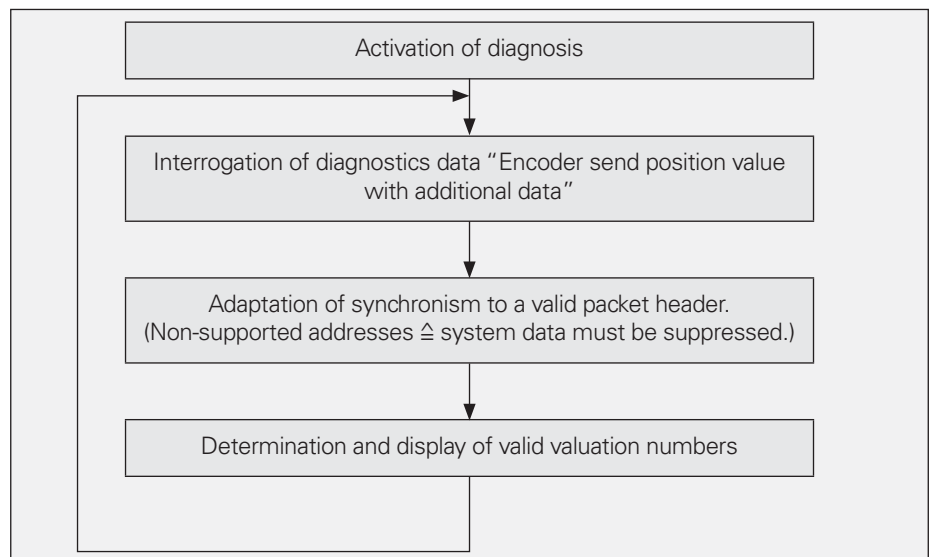 Activation of diagnosis
Interrogation of diagnostics data “Encoder send position value
with additional data”
Adaptation of synchronism to a valid packet header.
(Non-supported addresses ≙ system data must be suppressed.)
Determination and display of valid valuation numbers